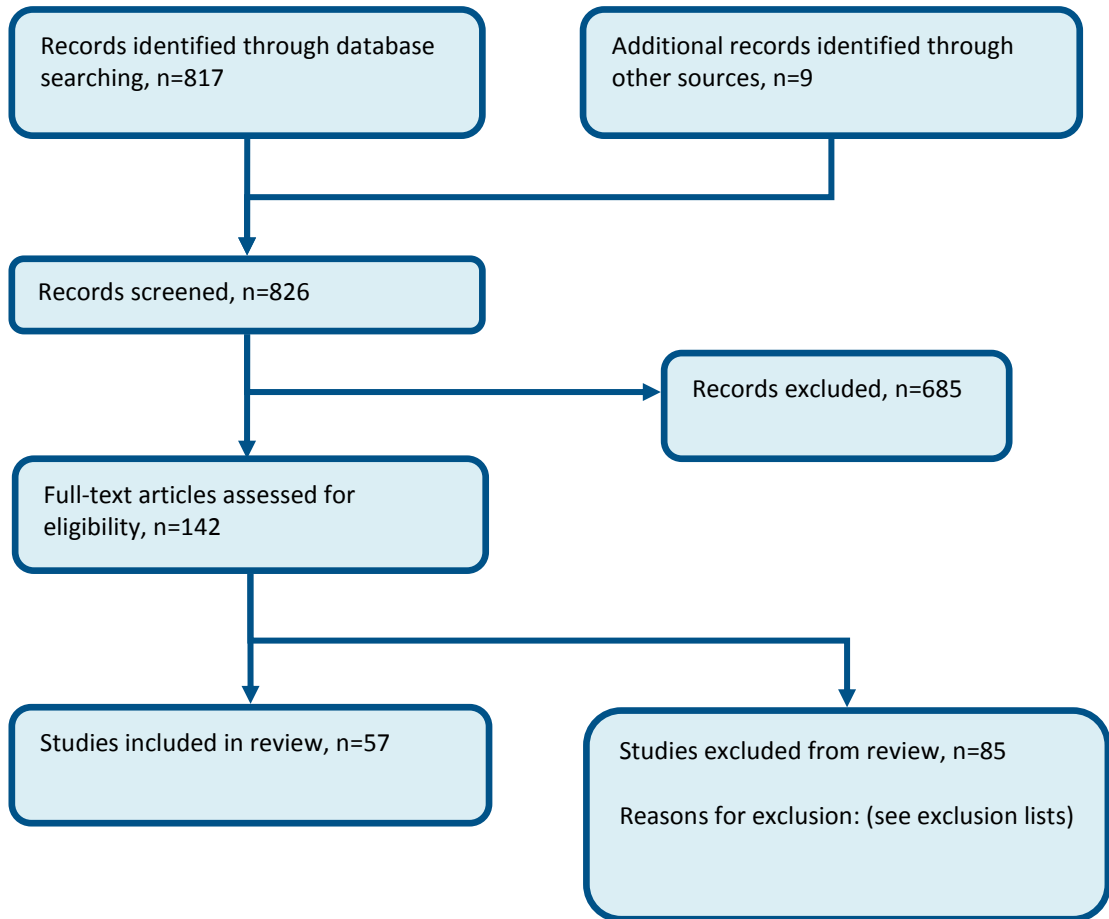 Records identified through database
searching, n=817
Additional records identified through
other sources, n=9
Records screened, n=826
Records excluded, n=685
Full-text articles assessed for
eligibility, n=142
Studies included in review, n=57
Studies excluded from review, n=85
Reasons for exclusion: (see exclusion lists)